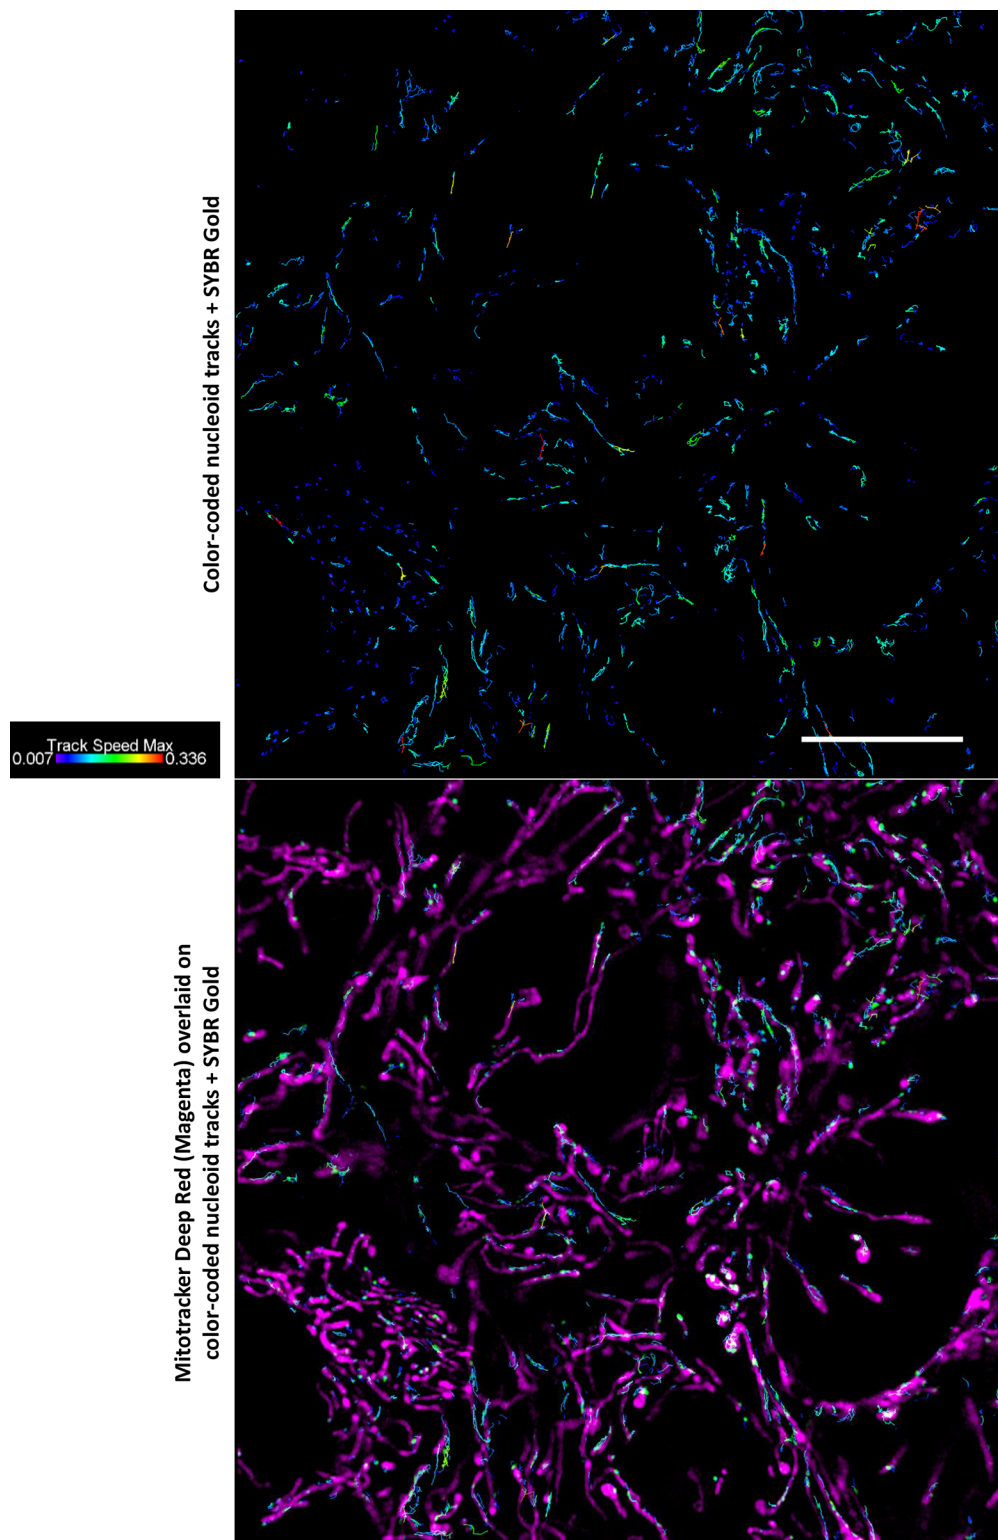 Color-coded nucleoid tracks + SYBR Gold
Track Speed Max
0.007 0.336
Mitotracker Deep Red (Magenta) overlaid on
color-coded nucleoid tracks + SYBR Gold